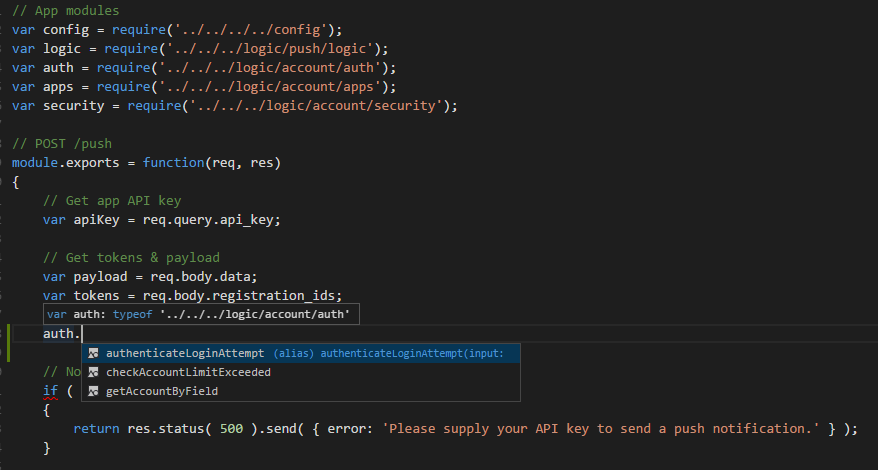 // App modules
var config = require('../../../../config');
var logic = require('../../../logic/push/logic');
var auth = require('../../../logic/account/auth');
var apps = require('../../../logic/account/apps');
var security = require('../../../logic/account/security');
// POST /push
module.exports = function(req, res)
{
// Get app API key
var apiKey = req.query.api_key;
// Get tokens & payload
var payload = req.body.data;
var tokens = req.body.registration_ids;
var auth: typeof '../../../logic/account/auth'
auth.
authenticateLoginAttempt (alias) authenticateLoginAttempt(input:
checkAccountLimitExceeded
getAccountByField
// No
if (
{
return res.status( 500 ).send( { error: 'Please supply your API key to send a push notification.' } );
}